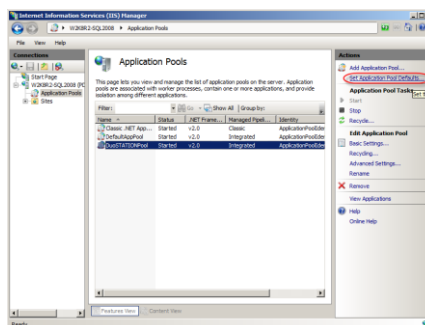 Internet Information Services (IIS) Manager
W2K8R2-SQL2008 ▸ Application Pools
File View Help
Connections
Start Page
W2K8R2-SQL2008 (PC
Application Pools
Sites
Application Pools
This page lets you view and manage the list of application pools on the server. Application
pools are associated with worker processes, contain one or more applications, and provide
isolation among different applications.
Filter: Go Show All Group by:
Name Status .NET Frame... Managed Pipel... Identity
Classic .NET App... Started v2.0 Classic ApplicationPoolIden
DefaultAppPool Started v2.0 Integrated ApplicationPoolIden
DuoSTATIONPool Started v2.0 Integrated ApplicationPoolIden
Features View Content View
Actions
Add Application Pool...
Set Application Pool Defaults...
Application Pool Tasks
Set t
Start
Stop
Recycle...
Edit Application Pool
Basic Settings...
Recycling...
Advanced Settings...
Rename
Remove
View Applications
Help
Online Help
Ready